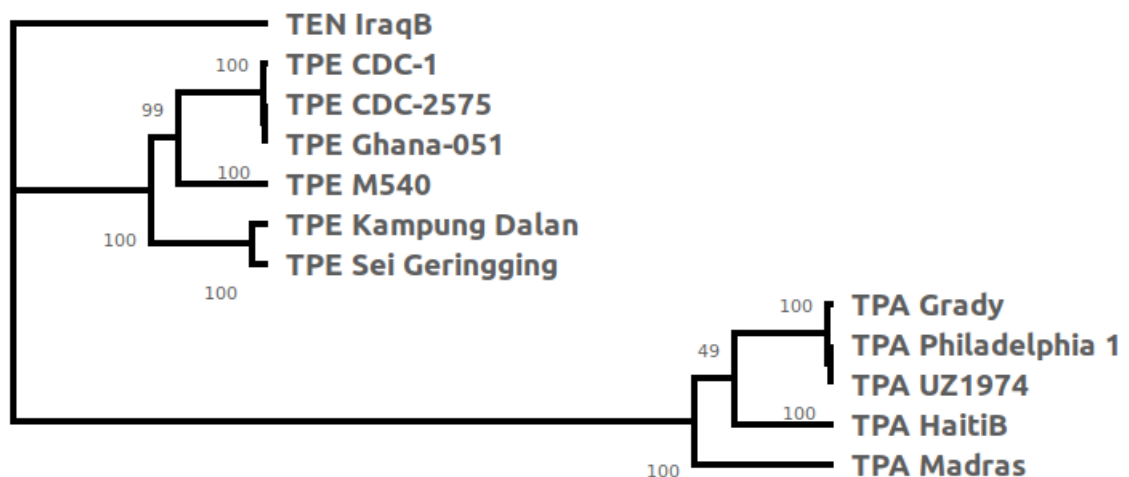 TEN IraqB
100 TPE CDC-1
TPE CDC-2575
99
TPE Ghana-051
100
TPE M540
TPE Kampung Dalan
100
TPE Sei Geringging
100
100 TPA Grady
TPA Philadelphia 1
49
TPA UZ1974
100
TPA HaitiB
TPA Madras
100